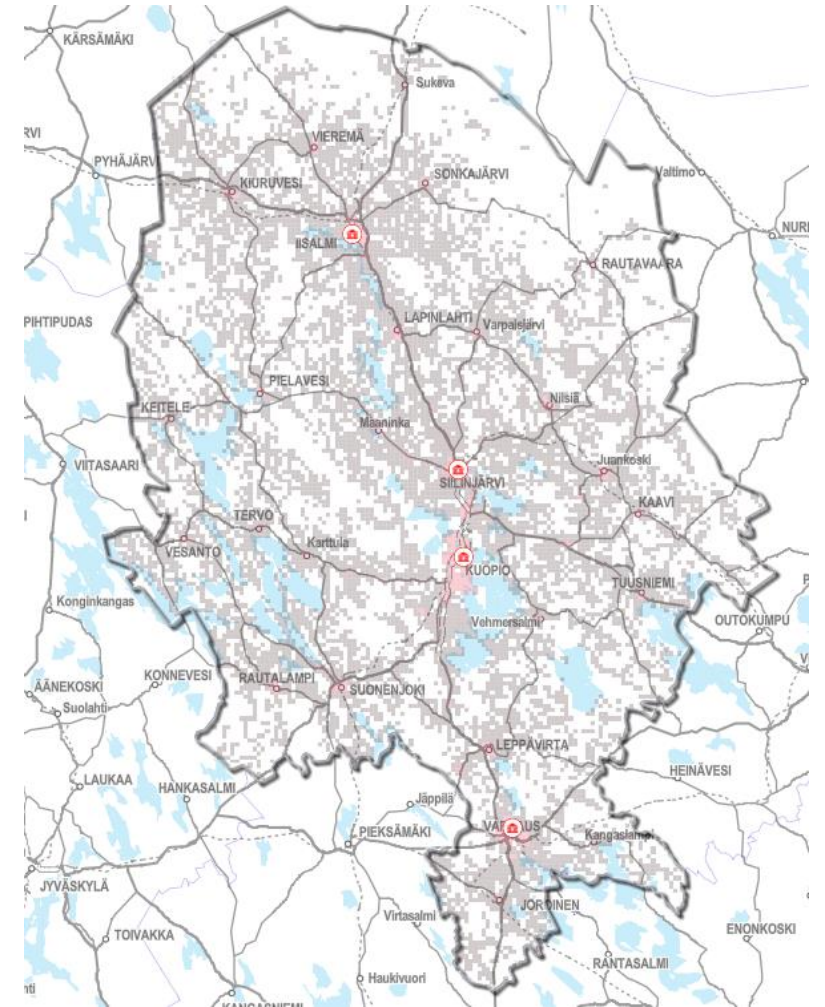 KÄRSÄMÄKI
Sukeva
VIEREMÄ
PYHÄJÄRVI
KIURUVESI
SONKAJÄRVI
Valtimo
IISALMI
RAUTAVAARA
PIHTIPUDAS
LAPINLAHTI
Varpaisjärvi
PIELAVESI
Nilsiä
KEITELE
Maaninka
VIITASAARI
Juankoski
SIILINJÄRVI
KAAVI
TERVO
VESANTO
Karttula
KUOPIO
TUUSNIEMI
Konginkangas
Vehmersalmi
OUTOKUMPU
KONNEVESI
RAUTALAMPI
ÄÄNEKOSKI
SUONENJOKI
Suolahti
LEPPÄVIRTA
HEINÄVESI
LAUKAA
HANKASALMI
Jäppilä
PIEKSÄMÄKI
Kangaslampi
JYVÄSKYLÄ
JOROINEN
Virtasalmi
TOIVAKKA
ENONKOSKI
RANTASALMI
Haukivuori
KANGASNIEMI